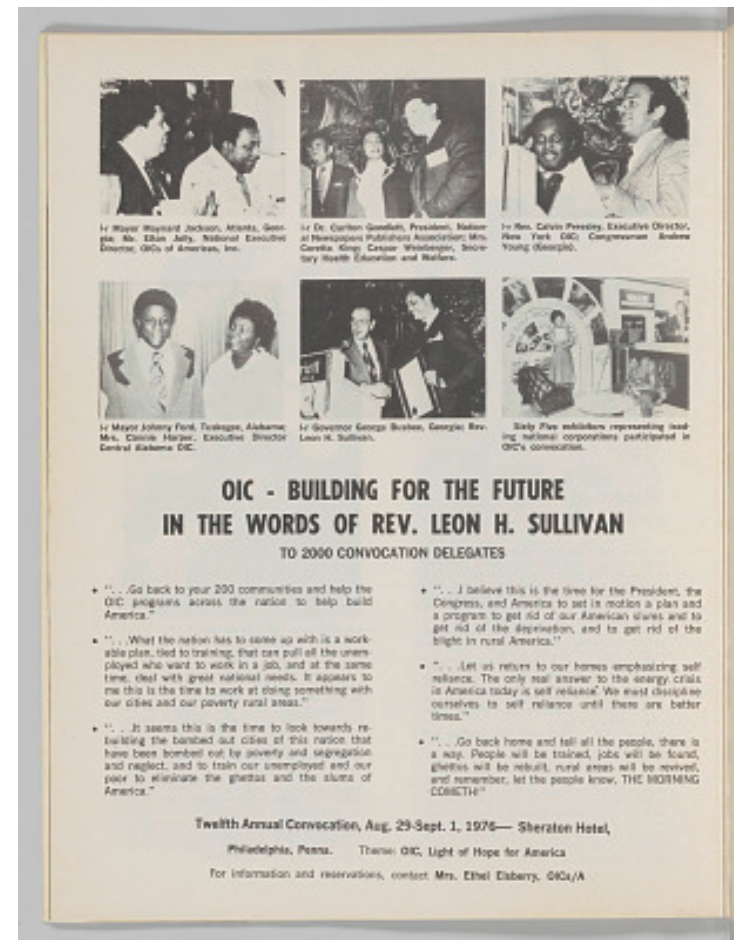 l-r Mayor Maynard Jackson, Atlanta, Geor-
gia; Mr. Elton Jolly, National Executive
Director, OICs of American, Inc.
l-r Dr. Carlton Goodlett, President, Nation-
al Newspapers Publishers Association; Mrs.
Coretta King; Casper Weinberger, Secre-
tary Health Education and Welfare.
l-r Rev. Calvin Pressley, Executive Director,
New York OIC; Congressman Andrew
Young (Georgia).
l-r Mayor Johnny Ford, Tuskegee, Alabama;
Mrs. Connie Harper, Executive Director
Central Alabama OIC.
l-r Governor George Busbee, Georgia; Rev.
Leon H. Sullivan.
Sixty Five exhibitors representing lead-
ing national corporations participated in
OIC's convocation.
OIC - BUILDING FOR THE FUTURE
IN THE WORDS OF REV. LEON H. SULLIVAN
TO 2000 CONVOCATION DELEGATES
• ". . .Go back to your 200 communities and help the
OIC programs across the nation to help build
America."
• ". . .What the nation has to come up with is a work-
able plan, tied to training, that can pull all the unem-
ployed who want to work in a job, and at the same
time, deal with great national needs. It appears to
me this is the time to work at doing something with
our cities and our poverty rural areas."
• ". . .It seems this is the time to look towards re-
building the bombed out cities of this nation that
have been bombed out by poverty and segregation
and neglect, and to train our unemployed and our
poor to eliminate the ghettos and the slums of
America."
• ". . .I believe this is the time for the President, the
Congress, and America to set in motion a plan and
a program to get rid of our American slums and to
get rid of the deprivation, and to get rid of the
blight in rural America."
• ". . .Let us return to our homes emphasizing self
reliance. The only real answer to the energy crisis
in America today is self reliance. We must discipline
ourselves to self reliance until there are better
times."
• ". . .Go back home and tell all the people, there is
a way. People will be trained, jobs will be found,
ghettos will be rebuilt, rural areas will be revived,
and remember, let the people know, THE MORNING
COMETH!"
Twelfth Annual Convocation, Aug. 29-Sept. 1, 1976— Sheraton Hotel,
Philadelphia, Penna. Theme: OIC, Light of Hope for America
For information and reservations, contact Mrs. Ethel Elsberry, OICs/A